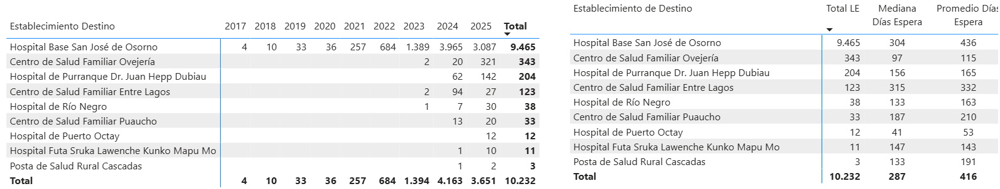 Establecimiento Destino 2017 2018 2019 2020 2021 2022 2023 2024 2025 Total
Hospital Base San José de Osorno 4 10 33 36 257 684 1.389 3.965 3.087 9.465
Centro de Salud Familiar Ovejería 2 20 321 343
Hospital de Purranque Dr. Juan Hepp Dubiau 62 142 204
Centro de Salud Familiar Entre Lagos 2 94 27 123
Hospital de Río Negro 1 7 30 38
Centro de Salud Familiar Puaucho 13 20 33
Hospital de Puerto Octay 12 12
Hospital Futa Sruka Lawenche Kunko Mapu Mo 1 10 11
Posta de Salud Rural Cascadas 1 2 3
Total 4 10 33 36 257 684 1.394 4.163 3.651 10.232
Establecimiento de Destino Total LE Mediana Promedio Días
Días Espera Espera
Hospital Base San José de Osorno 9.465 304 436
Centro de Salud Familiar Ovejería 343 97 115
Hospital de Purranque Dr. Juan Hepp Dubiau 204 156 165
Centro de Salud Familiar Entre Lagos 123 315 332
Hospital de Río Negro 38 133 163
Centro de Salud Familiar Puaucho 33 187 210
Hospital de Puerto Octay 12 41 53
Hospital Futa Sruka Lawenche Kunko Mapu Mo 11 147 143
Posta de Salud Rural Cascadas 3 133 191
Total 10.232 287 416